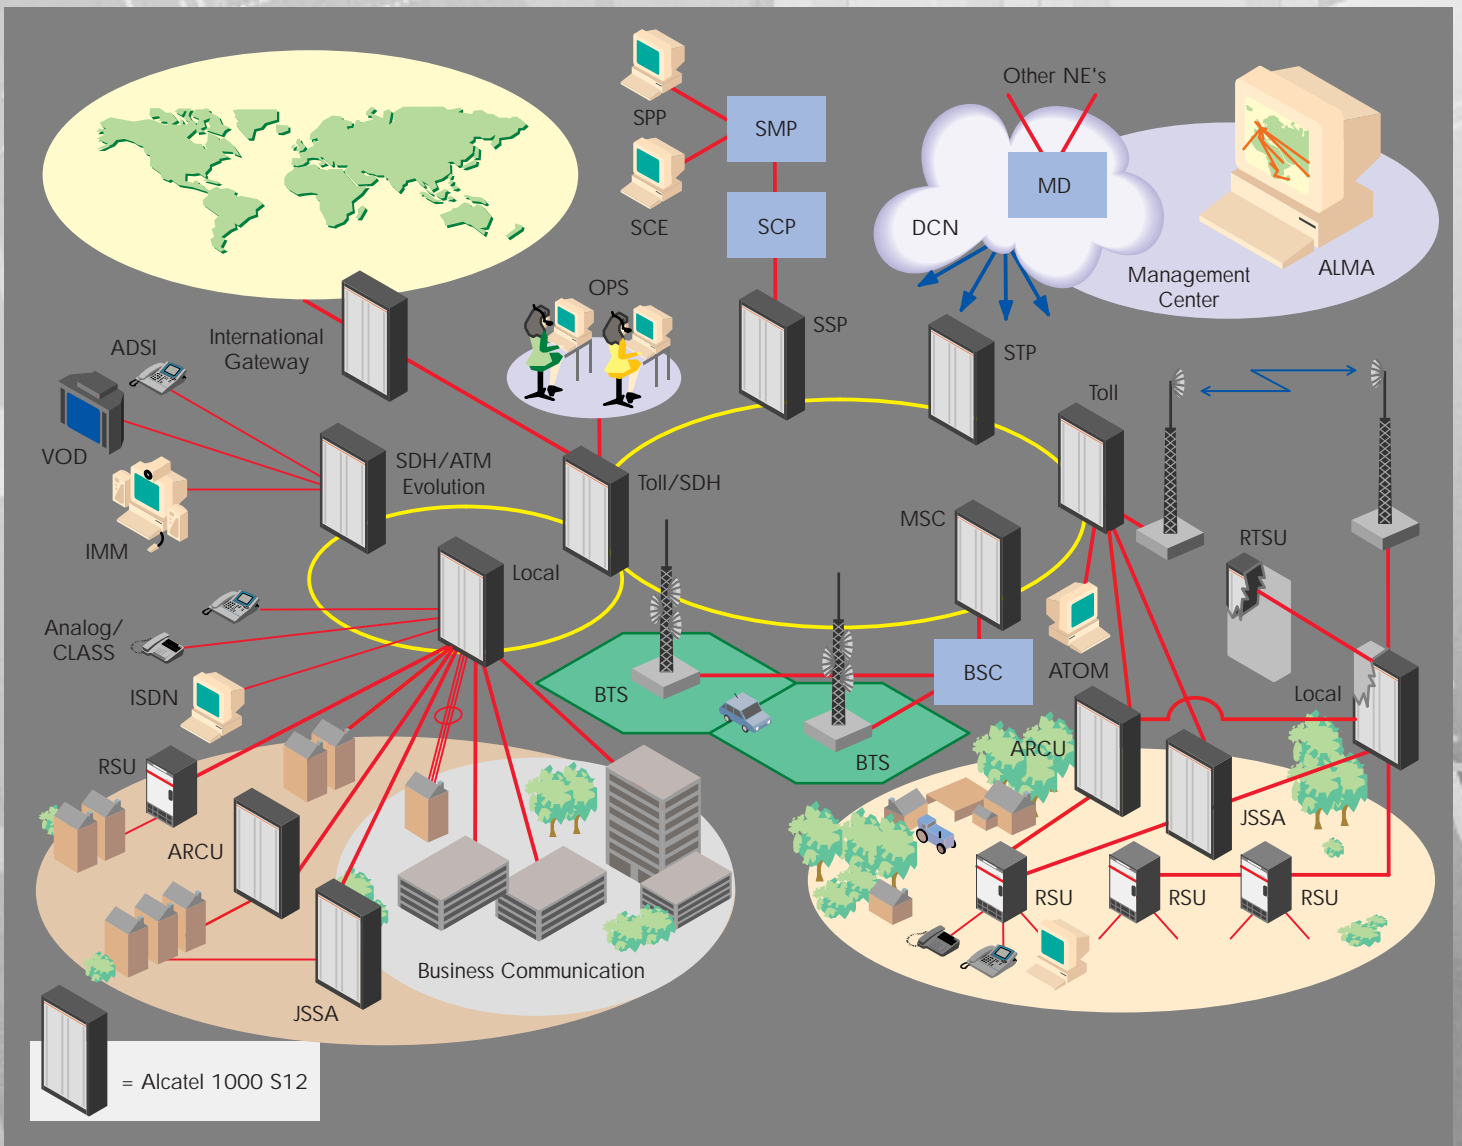 Other NE's
SPP
SMP
MD
SCE
SCP
DCN
ALMA
Management
Center
OPS
International
Gateway
SSP
STP
ADSI
Toll
VOD
SDH/ATM
Evolution
Toll/SDH
MSC
IMM
RTSU
Local
Analog/
CLASS
ATOM
BSC
ISDN
BTS
Local
ARCU
BTS
RSU
JSSA
ARCU
RSU
RSU
RSU
Business Communication
JSSA
= Alcatel 1000 S12